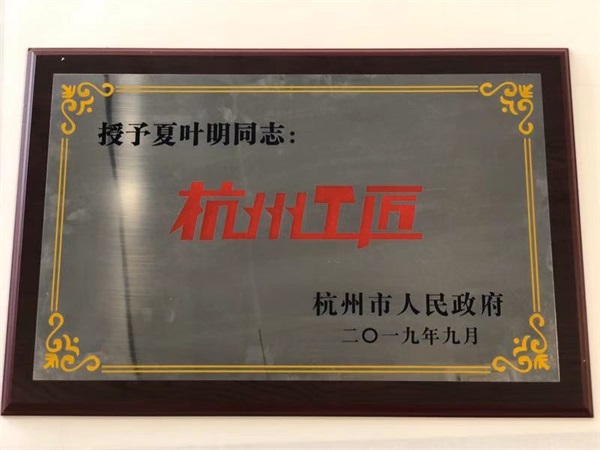 授予夏叶明同志：
杭州工匠
杭州市人民政府
二〇一九年九月